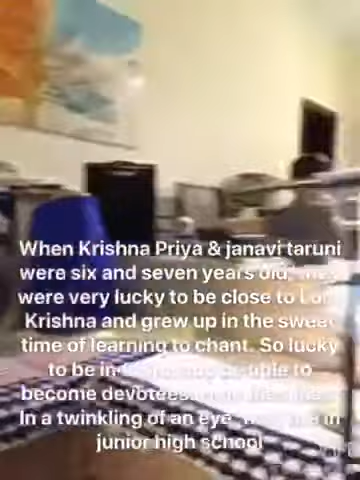 When Krishna Priya & janavi taruni
were six and seven years old,
were very lucky to be close to
Krishna and grew up in the sweet
time of learning to chant. So lucky
to be in to
become devotees
In a twinkling of an eye in
junior high school